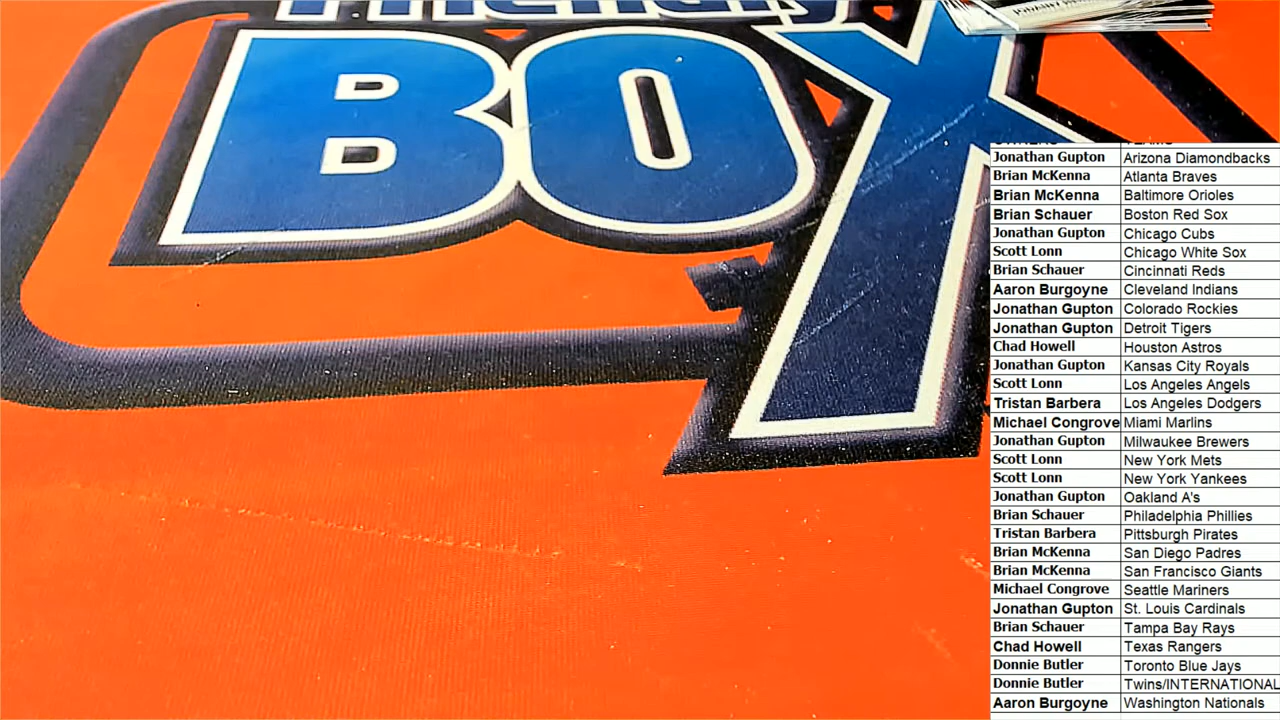 Friendly
BOX
OWNERS TEAMS
Jonathan Gupton Arizona Diamondbacks
Brian McKenna Atlanta Braves
Brian McKenna Baltimore Orioles
Brian Schauer Boston Red Sox
Jonathan Gupton Chicago Cubs
Scott Lonn Chicago White Sox
Brian Schauer Cincinnati Reds
Aaron Burgoyne Cleveland Indians
Jonathan Gupton Colorado Rockies
Jonathan Gupton Detroit Tigers
Chad Howell Houston Astros
Jonathan Gupton Kansas City Royals
Scott Lonn Los Angeles Angels
Tristan Barbera Los Angeles Dodgers
Michael Congrove Miami Marlins
Jonathan Gupton Milwaukee Brewers
Scott Lonn New York Mets
Scott Lonn New York Yankees
Jonathan Gupton Oakland A's
Brian Schauer Philadelphia Phillies
Tristan Barbera Pittsburgh Pirates
Brian McKenna San Diego Padres
Brian McKenna San Francisco Giants
Michael Congrove Seattle Mariners
Jonathan Gupton St. Louis Cardinals
Brian Schauer Tampa Bay Rays
Chad Howell Texas Rangers
Donnie Butler Toronto Blue Jays
Donnie Butler Twins/INTERNATIONAL
Aaron Burgoyne Washington Nationals